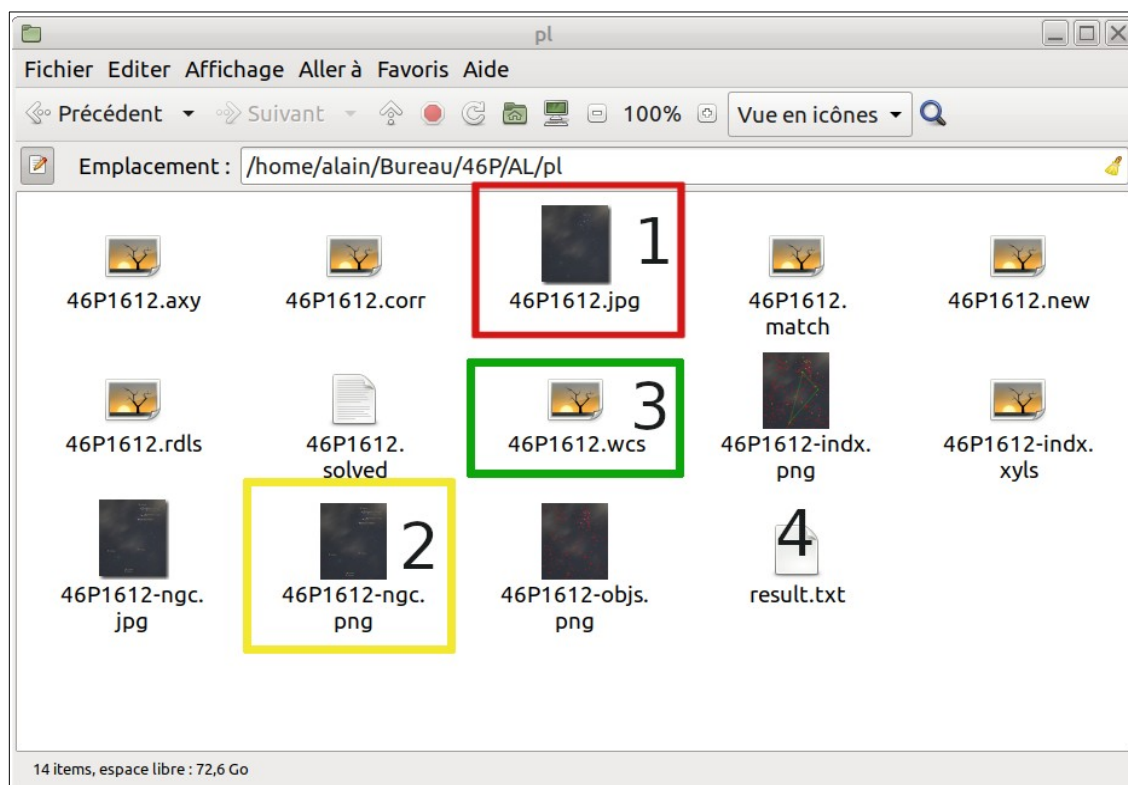 pl
Fichier Editer Affichage Aller à Favoris Aide
Précédent Suivant 100% Vue en icônes
Emplacement : /home/alain/Bureau/46P/AL/pl
1
46P1612.axy 46P1612.corr 46P1612.jpg 46P1612. 46P1612.new
match
3
46P1612.rdls 46P1612. 46P1612.wcs 46P1612-indx. 46P1612-indx.
solved png xyls
2 4
46P1612-ngc. 46P1612-ngc. 46P1612-objs. result.txt
jpg png png
14 items, espace libre : 72,6 Go